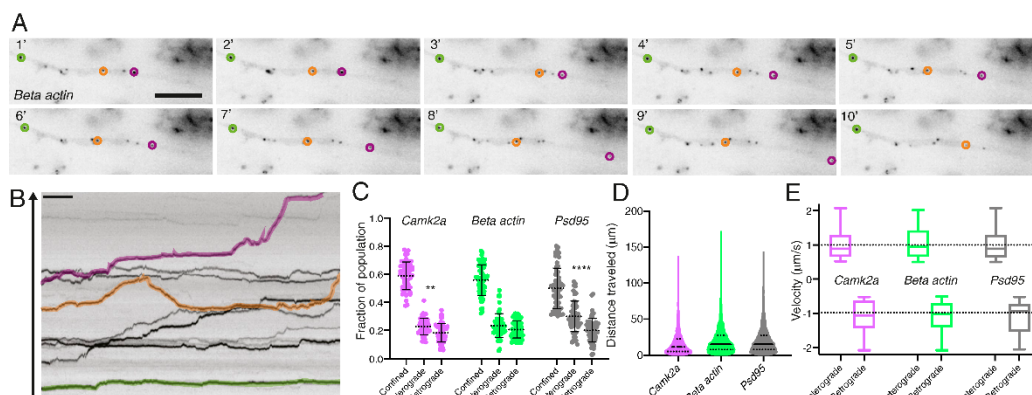 A
1' 2' 3' 4' 5'
Beta actin
6' 7' 8' 9' 10'
B
C
Camk2a Beta actin Psd95
Fraction of population
1.0
0.8
0.6
0.4
0.2
0.0
** ****
Confined
Confined
Confined
D
Distance traveled (μm)
200
150
100
50
0
Camk2a
Beta actin
Psd95
E
Velocity (μm/s)
2
1
0
-1
-2
Camk2a Beta actin Psd95